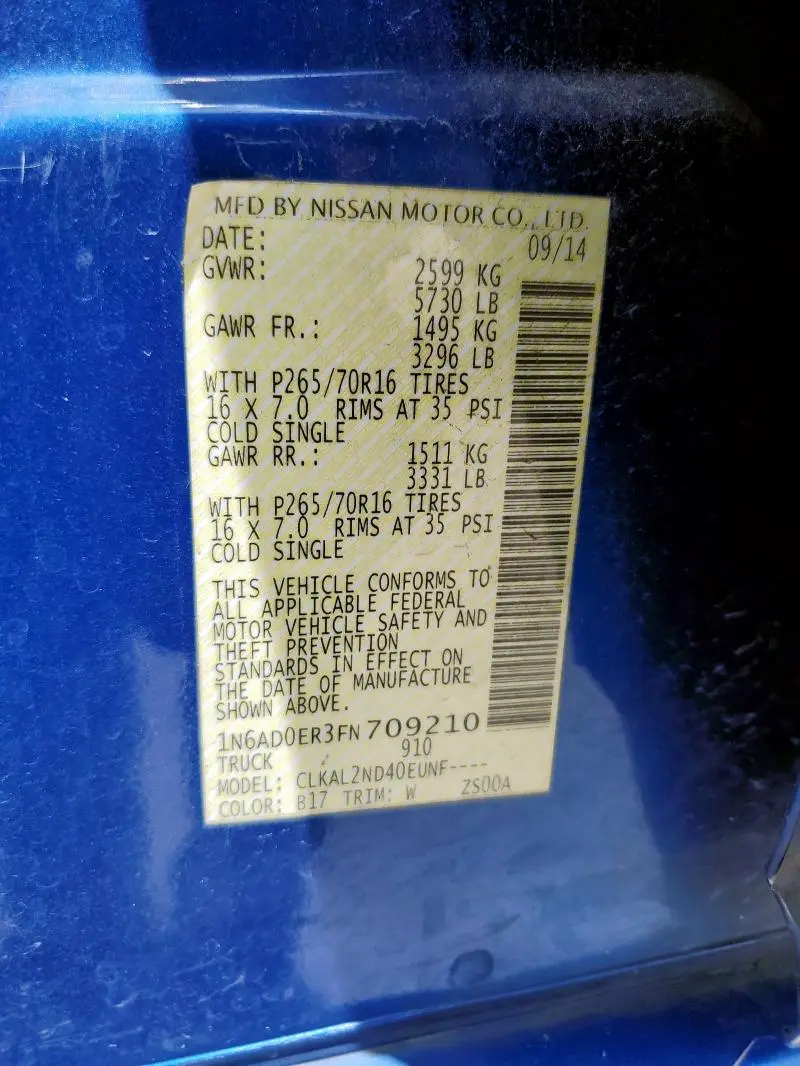 MFD BY NISSAN MOTOR CO., LTD.
DATE: 09/14
GVWR: 2599 KG
5730 LB
GAWR FR.: 1495 KG
3296 LB
WITH P265/70R16 TIRES
16 X 7.0 RIMS AT 35 PSI
COLD SINGLE
GAWR RR.: 1511 KG
3331 LB
WITH P265/70R16 TIRES
16 X 7.0 RIMS AT 35 PSI
COLD SINGLE
THIS VEHICLE CONFORMS TO
ALL APPLICABLE FEDERAL
MOTOR VEHICLE SAFETY AND
THEFT PREVENTION
STANDARDS IN EFFECT ON
THE DATE OF MANUFACTURE
SHOWN ABOVE.
1N6AD0ER3FN709210
TRUCK 910
MODEL: CLKAL2ND40EUNF----
COLOR: B17 TRIM: W ZS00A